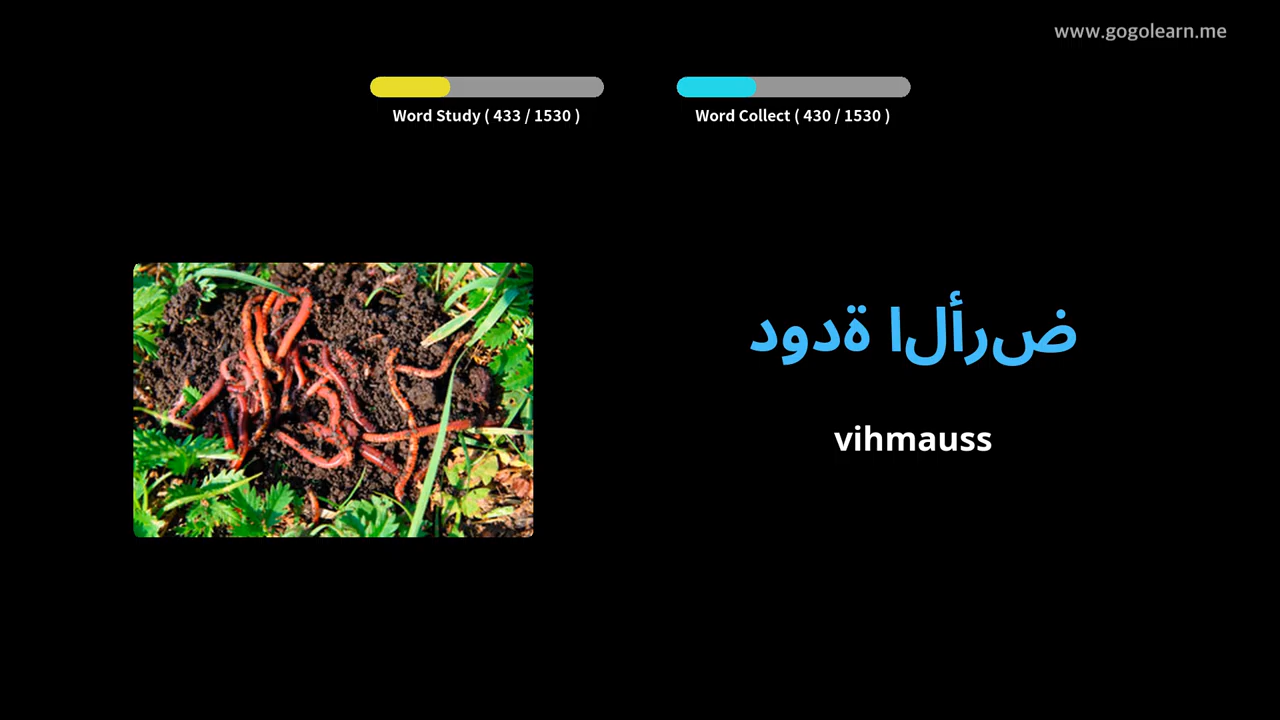 www.gogolearn.me
Word Study ( 433 / 1530 )
Word Collect ( 430 / 1530 )
دودة الأرض
vihmauss